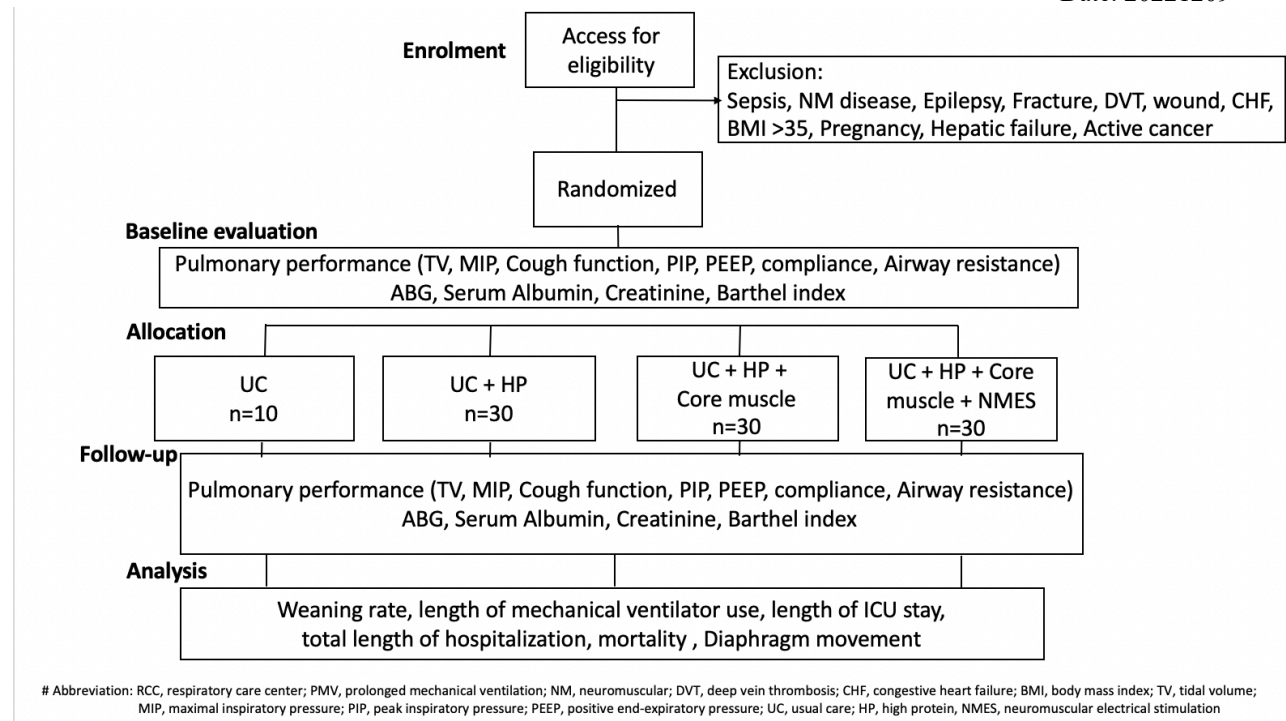 Enrolment
Access for
eligibility
Exclusion:
Sepsis, NM disease, Epilepsy, Fracture, DVT, wound, CHF,
BMI >35, Pregnancy, Hepatic failure, Active cancer
Randomized
Baseline evaluation
Pulmonary performance (TV, MIP, Cough function, PIP, PEEP, compliance, Airway resistance)
ABG, Serum Albumin, Creatinine, Barthel index
Allocation
UC
n=10
UC + HP
n=30
UC + HP +
Core muscle
n=30
UC + HP + Core
muscle + NMES
n=30
Follow-up
Pulmonary performance (TV, MIP, Cough function, PIP, PEEP, compliance, Airway resistance)
ABG, Serum Albumin, Creatinine, Barthel index
Analysis
Weaning rate, length of mechanical ventilator use, length of ICU stay,
total length of hospitalization, mortality , Diaphragm movement
# Abbreviation: RCC, respiratory care center; PMV, prolonged mechanical ventilation; NM, neuromuscular; DVT, deep vein thrombosis; CHF, congestive heart failure; BMI, body mass index; TV, tidal volume;
MIP, maximal inspiratory pressure; PIP, peak inspiratory pressure; PEEP, positive end-expiratory pressure; UC, usual care; HP, high protein, NMES, neuromuscular electrical stimulation